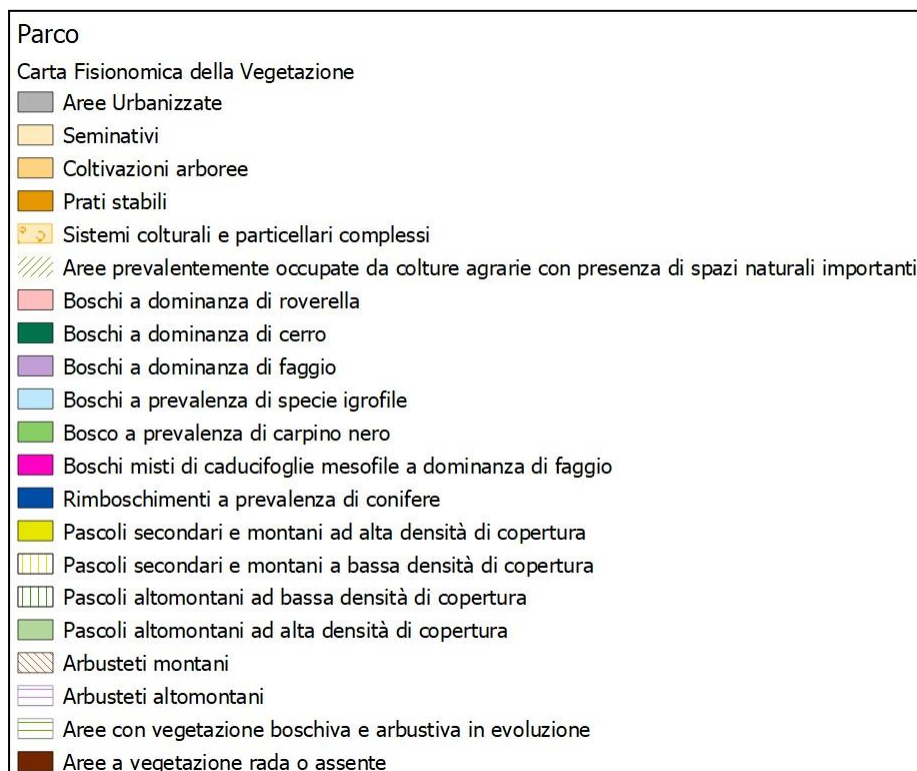 Parco
Carta Fisionomica della Vegetazione
Aree Urbanizzate
Seminativi
Coltivazioni arboree
Prati stabili
Sistemi colturali e particellari complessi
Aree prevalentemente occupate da colture agrarie con presenza di spazi naturali importanti
Boschi a dominanza di roverella
Boschi a dominanza di cerro
Boschi a dominanza di faggio
Boschi a prevalenza di specie igrofile
Bosco a prevalenza di carpino nero
Boschi misti di caducifoglie mesofile a dominanza di faggio
Rimboschimenti a prevalenza di conifere
Pascoli secondari e montani ad alta densità di copertura
Pascoli secondari e montani a bassa densità di copertura
Pascoli altomontani ad bassa densità di copertura
Pascoli altomontani ad alta densità di copertura
Arbusteti montani
Arbusteti altomontani
Aree con vegetazione boschiva e arbustiva in evoluzione
Aree a vegetazione rada o assente